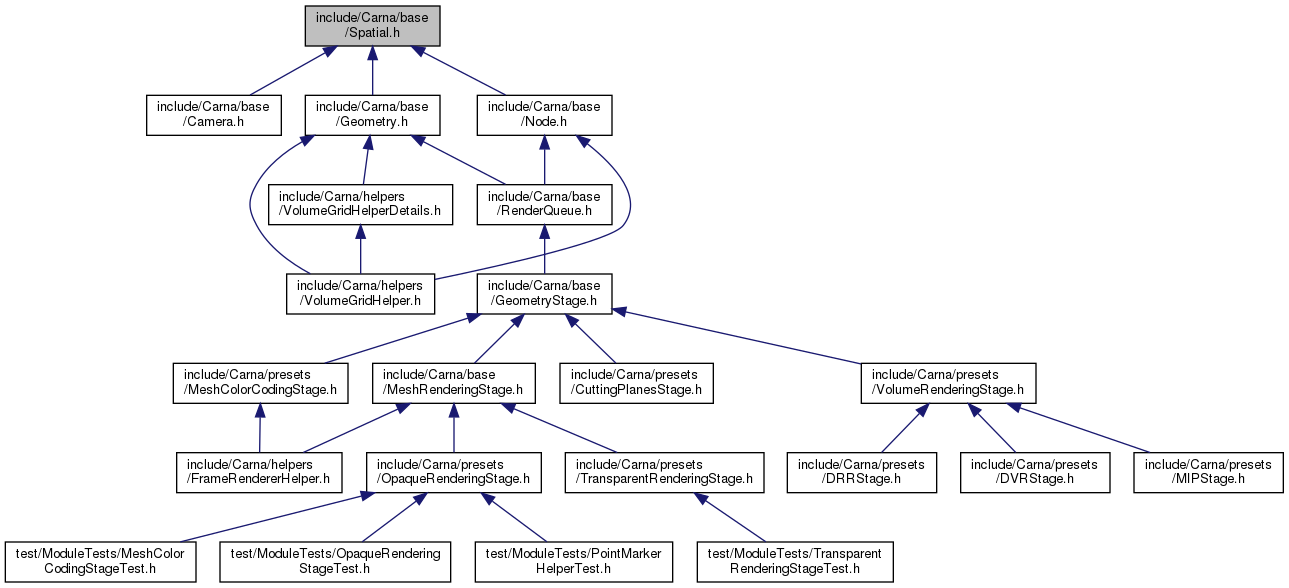 include/Carna/base
/Spatial.h
include/Carna/base
/Camera.h
include/Carna/base
/Geometry.h
include/Carna/base
/Node.h
include/Carna/helpers
/VolumeGridHelperDetails.h
include/Carna/base
/RenderQueue.h
include/Carna/helpers
/VolumeGridHelper.h
include/Carna/base
/GeometryStage.h
include/Carna/presets
/MeshColorCodingStage.h
include/Carna/base
/MeshRenderingStage.h
include/Carna/presets
/CuttingPlanesStage.h
include/Carna/presets
/VolumeRenderingStage.h
include/Carna/helpers
/FrameRendererHelper.h
include/Carna/presets
/OpaqueRenderingStage.h
include/Carna/presets
/TransparentRenderingStage.h
include/Carna/presets
/DRRStage.h
include/Carna/presets
/DVRStage.h
include/Carna/presets
/MIPStage.h
test/ModuleTests/MeshColor
CodingStageTest.h
test/ModuleTests/OpaqueRendering
StageTest.h
test/ModuleTests/PointMarker
HelperTest.h
test/ModuleTests/Transparent
RenderingStageTest.h